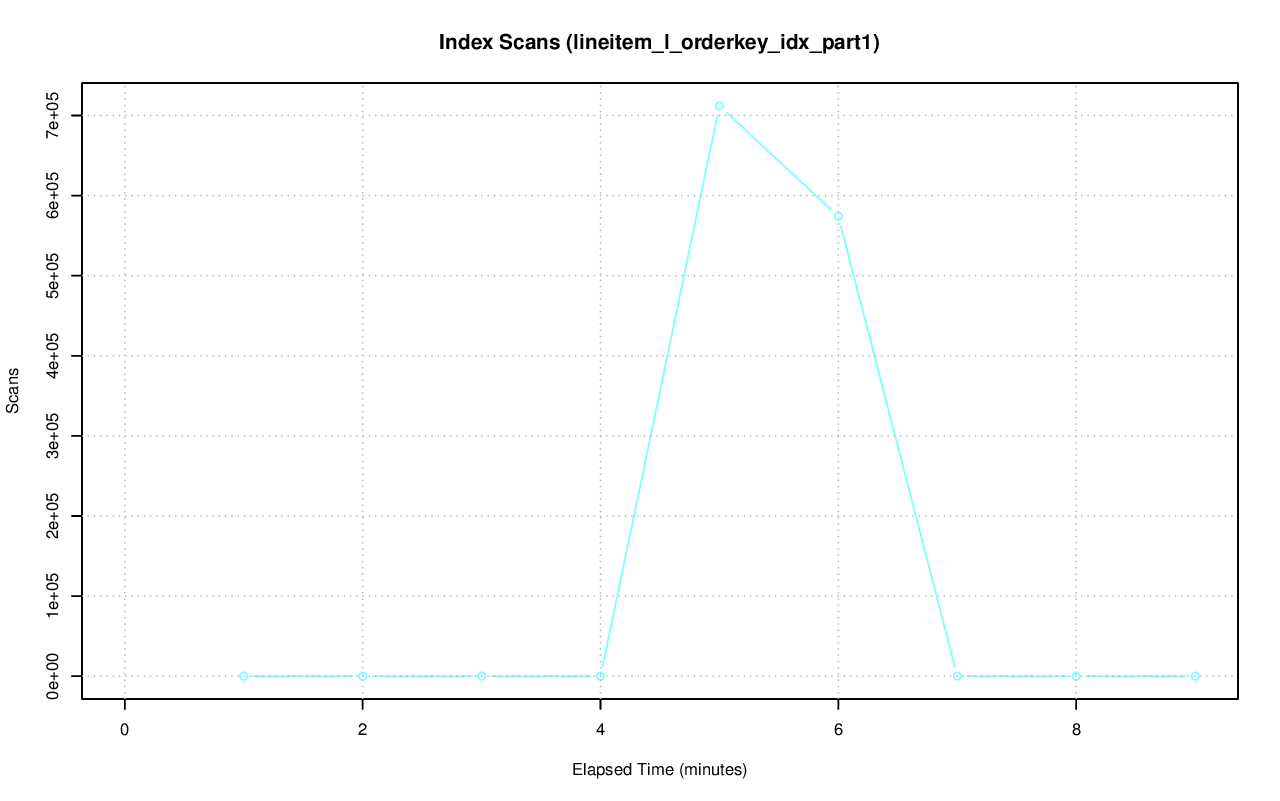 Index Scans (lineitem_l_orderkey_idx_part1)
Scans
7e+05
6e+05
5e+05
4e+05
3e+05
2e+05
1e+05
0e+00
0 2 4 6 8
Elapsed Time (minutes)